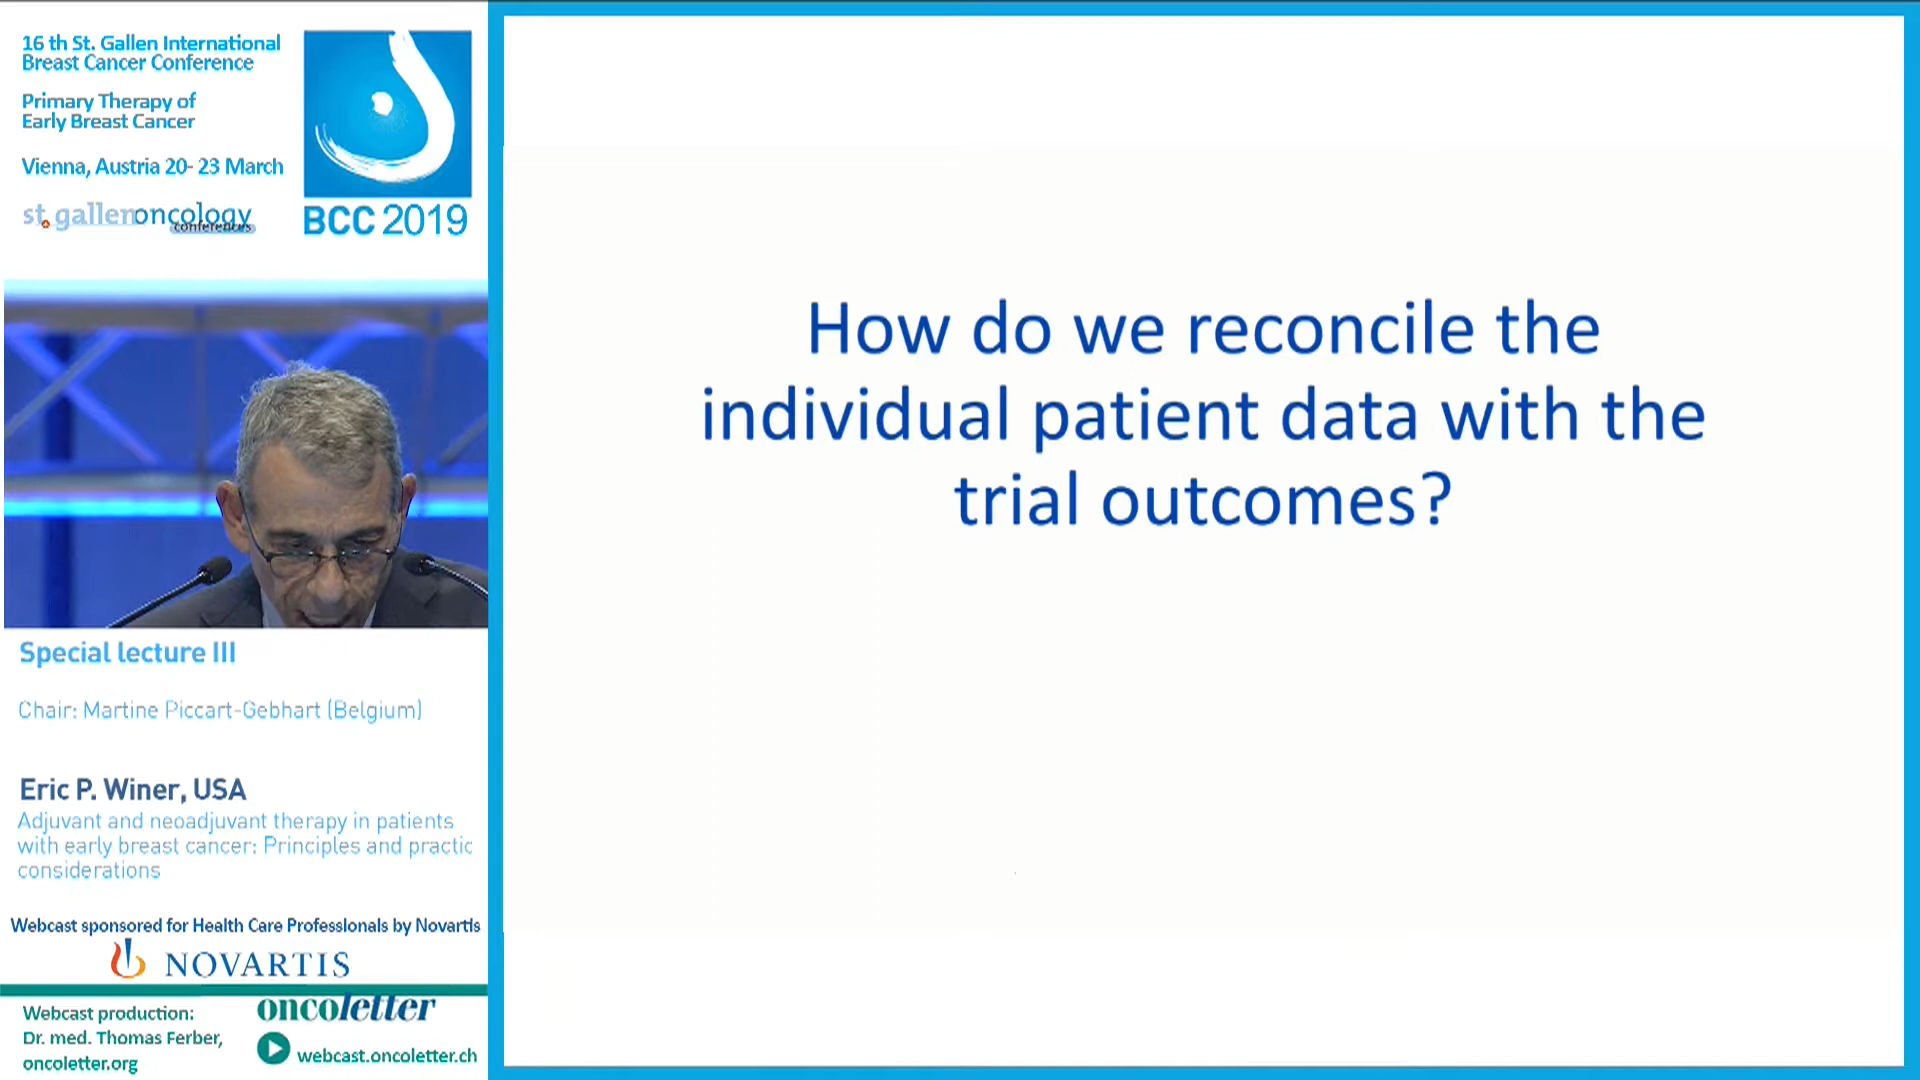 16 th St. Gallen International
Breast Cancer Conference
Primary Therapy of
Early Breast Cancer
Vienna, Austria 20- 23 March
st.gallenoncology
conferences
BCC 2019
How do we reconcile the
individual patient data with the
trial outcomes?
Special lecture III
Chair: Martine Piccart-Gebhart (Belgium)
Eric P. Winer, USA
Adjuvant and neoadjuvant therapy in patients
with early breast cancer: Principles and practic
considerations
Webcast sponsored for Health Care Professionals by Novartis
NOVARTIS
Webcast production:
Dr. med. Thomas Ferber,
oncoletter.org
oncoletter
webcast.oncoletter.ch